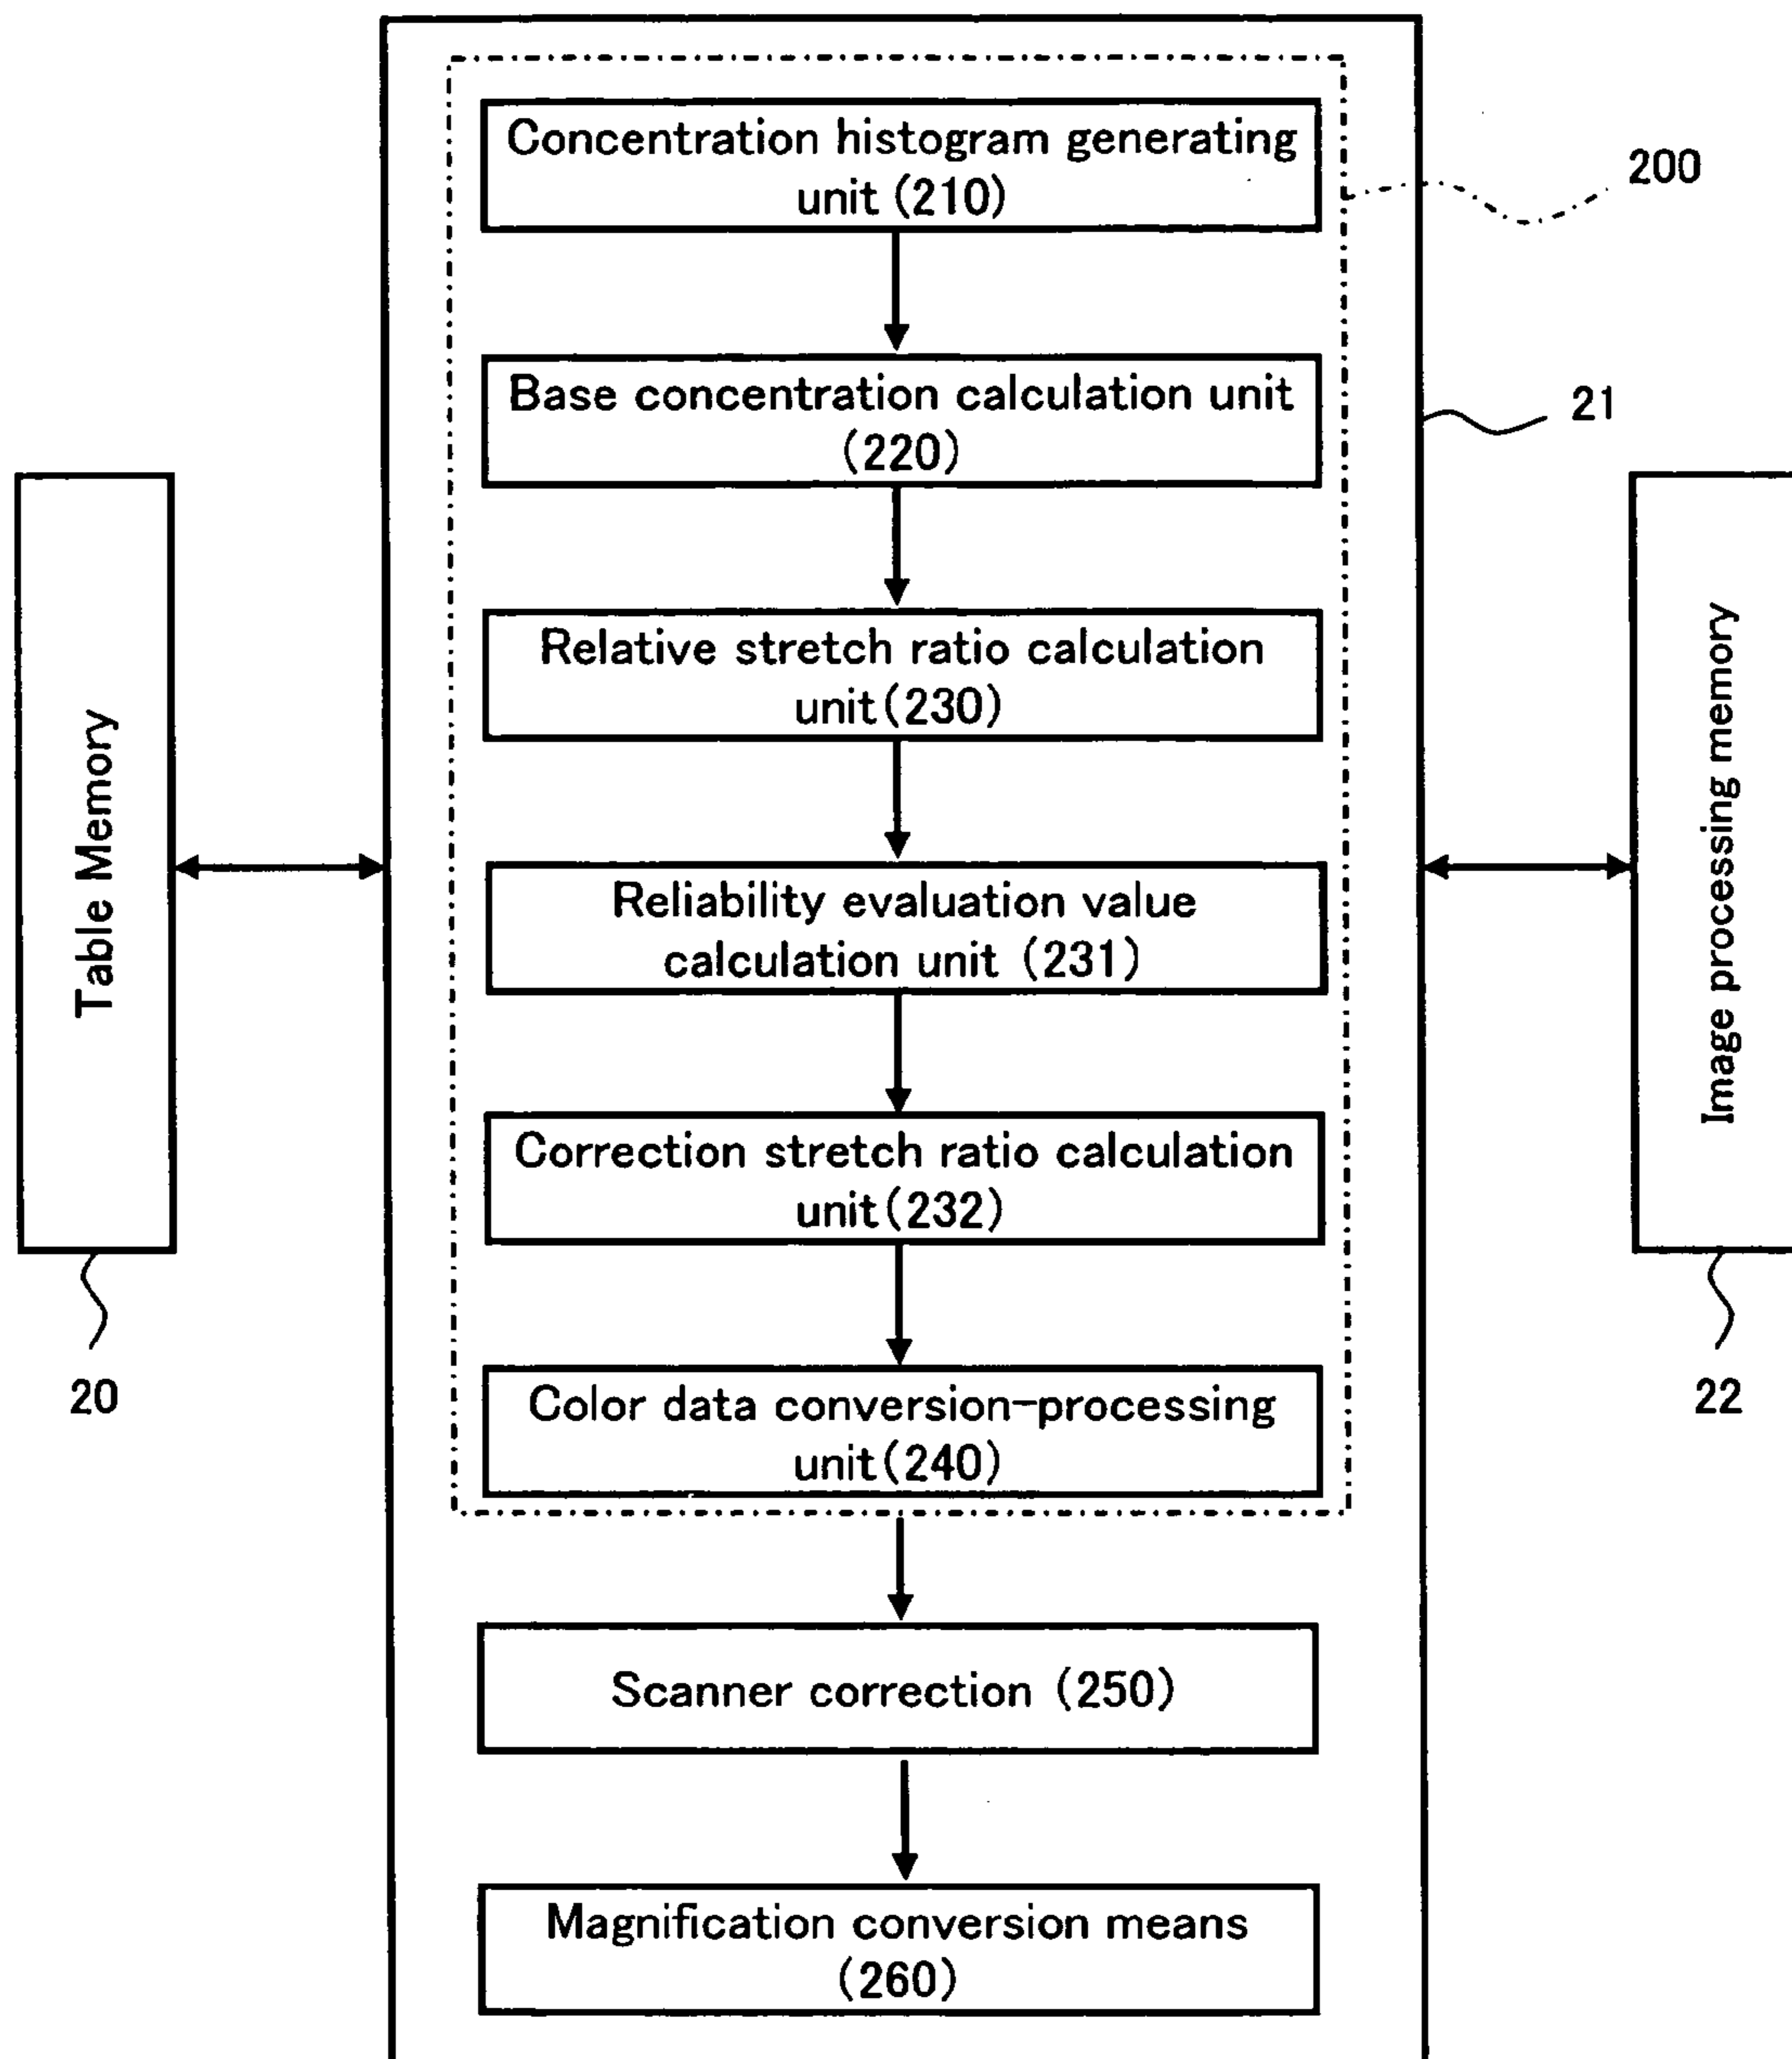 Concentration histogram generating
unit (210)
200
Base concentration calculation unit
(220)
21
Relative stretch ratio calculation
unit(230)
Table Memory
Image processing memory
Reliability evaluation value
calculation unit (231)
Correction stretch ratio calculation
unit(232)
20
22
Color data conversion-processing
unit(240)
Scanner correction (250)
Magnification conversion means
(260)